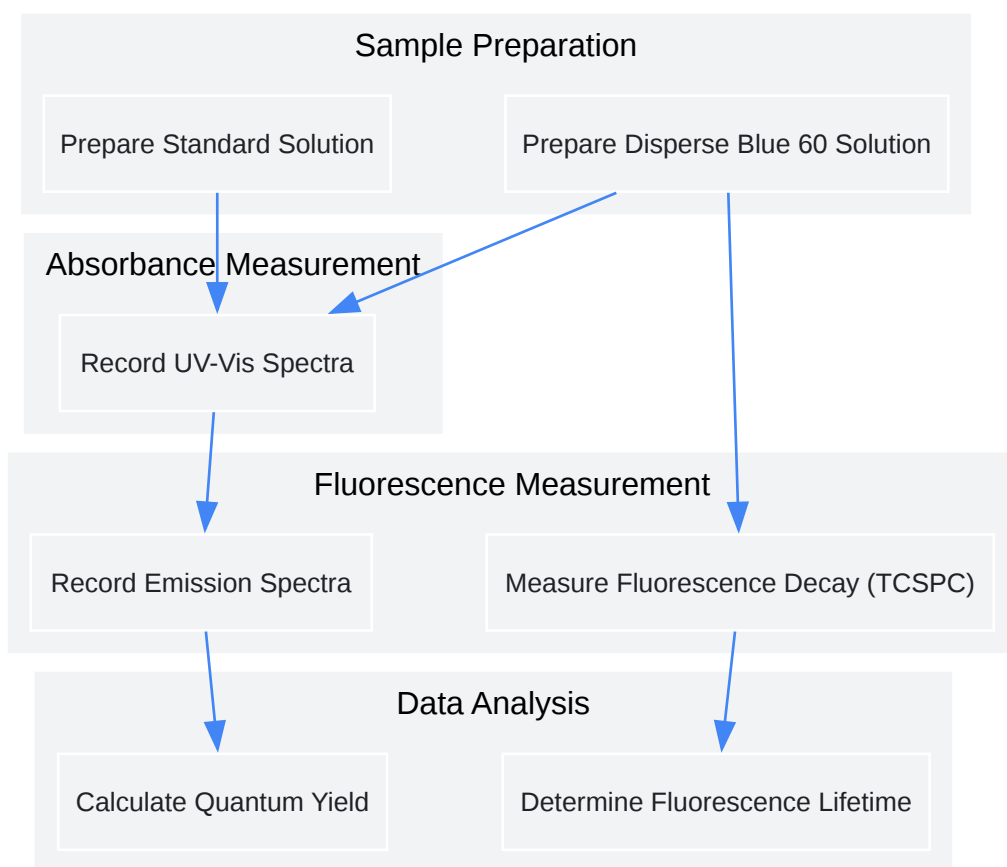 Sample Preparation
Prepare Standard Solution
Prepare Disperse Blue 60 Solution
Absorbance Measurement
Record UV-Vis Spectra
Fluorescence Measurement
Record Emission Spectra
Measure Fluorescence Decay (TCSPC)
Data Analysis
Calculate Quantum Yield
Determine Fluorescence Lifetime